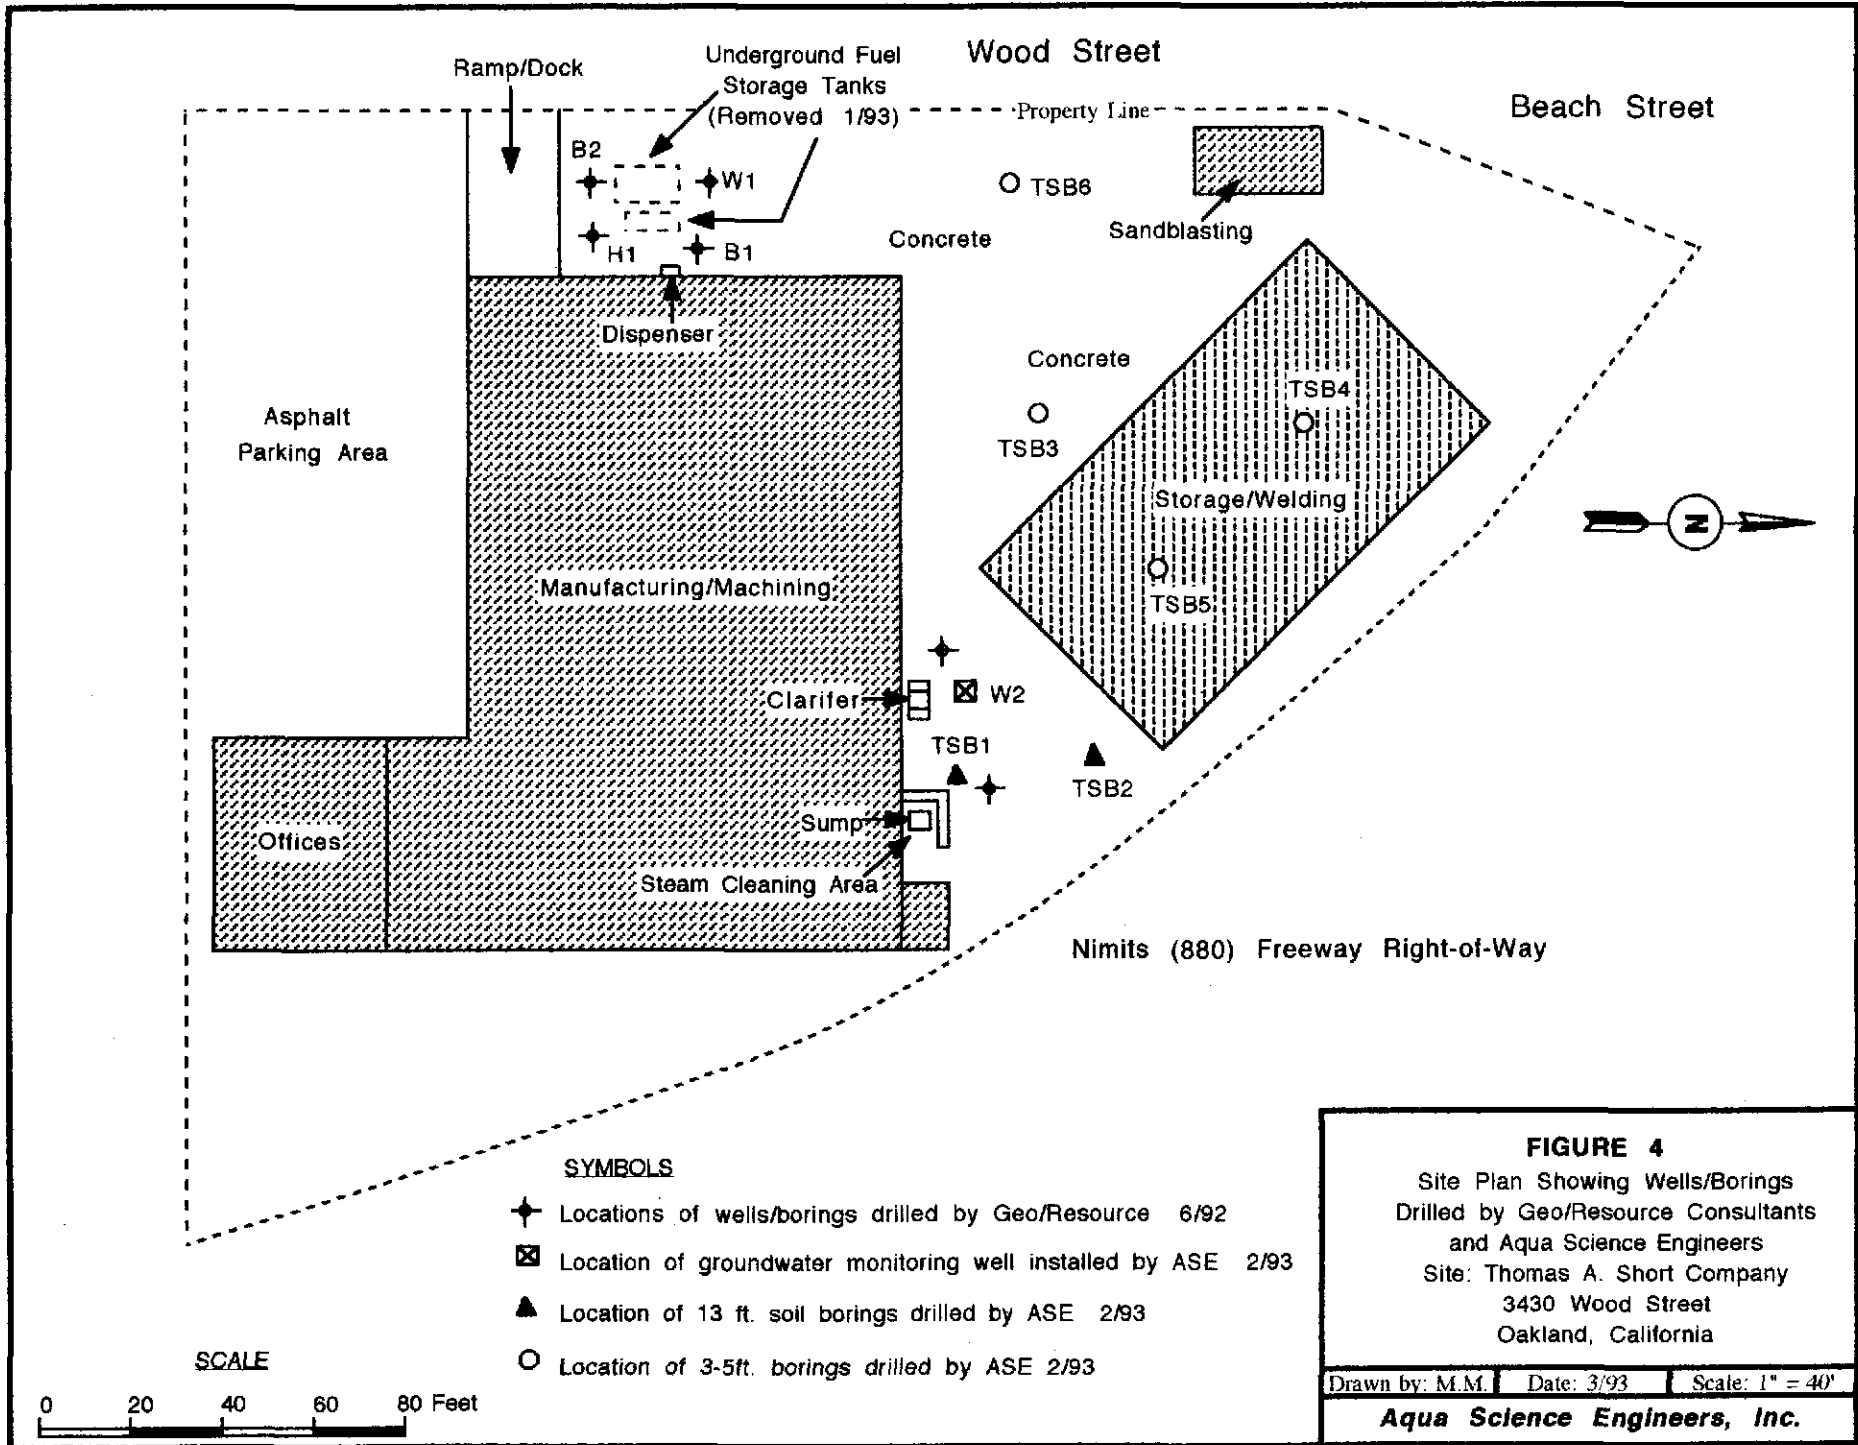 Wood Street
Beach Street
Ramp/Dock
Underground Fuel
Storage Tanks
(Removed 1/93)
Property Line
B2
W1
TSB6
H1
B1
Concrete
Sandblasting
Dispenser
Concrete
TSB4
TSB3
Asphalt
Parking Area
Storage/Welding
N
Manufacturing/Machining
TSB5
Clarifer
W2
TSB1
TSB2
Sump
Offices
Steam Cleaning Area
Nimits (880) Freeway Right-of-Way
SYMBOLS
Locations of wells/borings drilled by Geo/Resource 6/92
Location of groundwater monitoring well installed by ASE 2/93
Location of 13 ft. soil borings drilled by ASE 2/93
Location of 3-5ft. borings drilled by ASE 2/93
SCALE
0 20 40 60 80 Feet
FIGURE 4
Site Plan Showing Wells/Borings
Drilled by Geo/Resource Consultants
and Aqua Science Engineers
Site: Thomas A. Short Company
3430 Wood Street
Oakland, California
Drawn by: M.M. Date: 3/93 Scale: 1" = 40'
Aqua Science Engineers, Inc.